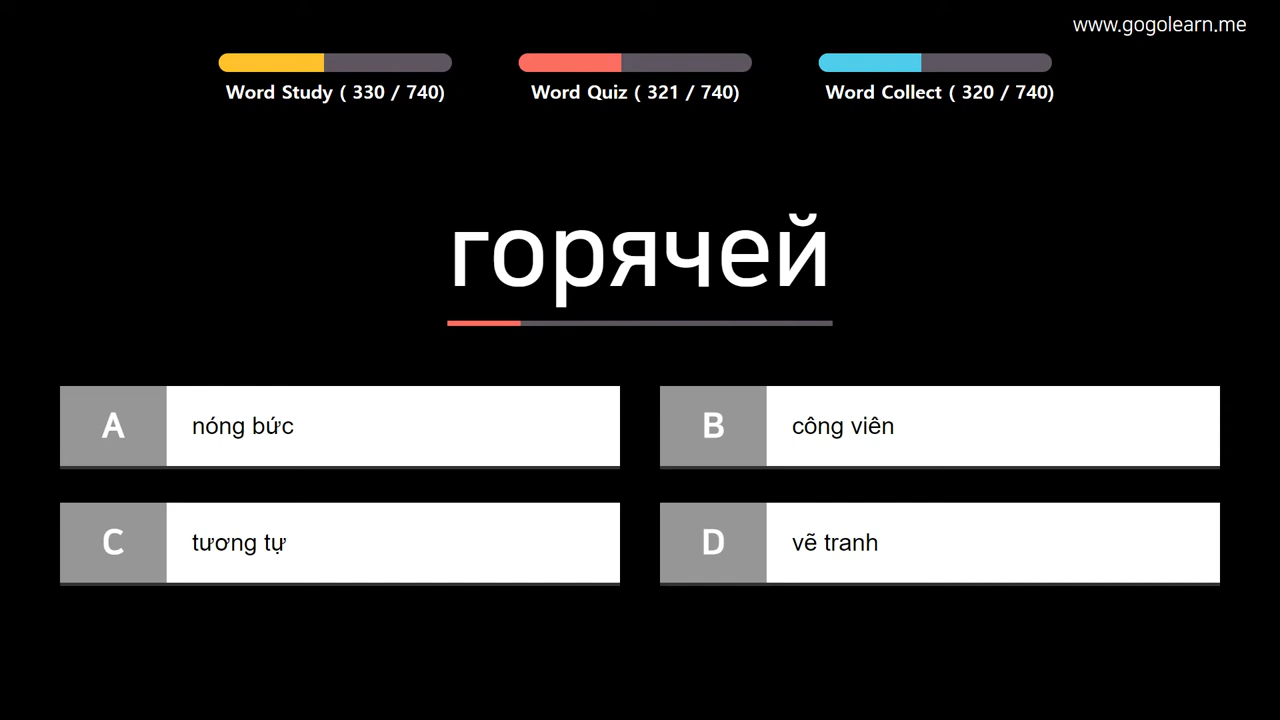 www.gogolearn.me
Word Study ( 330 / 740)
Word Quiz ( 321 / 740)
Word Collect ( 320 / 740)
горячей
A
nóng bức
B
công viên
C
tương tự
D
vẽ tranh